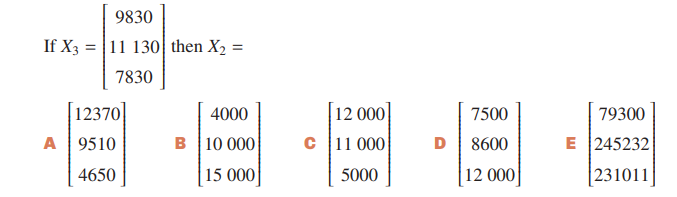 9830
If X3 = 11 130 then X2 =
7830
12370 4000 12 000 7500 79300
A 9510 B 10 000 C 11 000 D 8600 E 245232
4650 15 000 5000 12 000 231011